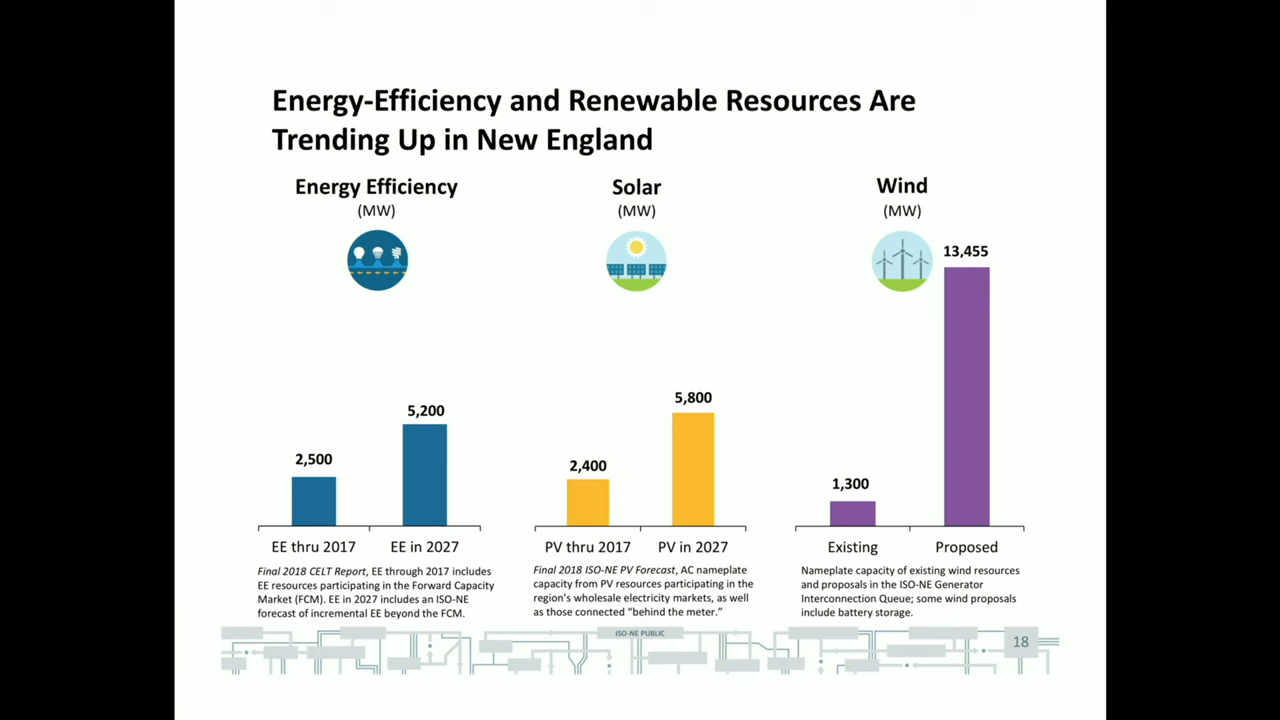 Energy-Efficiency and Renewable Resources Are
Trending Up in New England
Energy Efficiency
(MW)
2,500
5,200
EE thru 2017
EE in 2027
Final 2018 CELT Report, EE through 2017 includes
EE resources participating in the Forward Capacity
Market (FCM). EE in 2027 includes an ISO-NE
forecast of incremental EE beyond the FCM.
Solar
(MW)
2,400
5,800
PV thru 2017
PV in 2027
Final 2018 ISO-NE PV Forecast, AC nameplate
capacity from PV resources participating in the
region's wholesale electricity markets, as well
as those connected “behind the meter.”
Wind
(MW)
1,300
13,455
Existing
Proposed
Nameplate capacity of existing wind resources
and proposals in the ISO-NE Generator
Interconnection Queue; some wind proposals
include battery storage.
ISO-NE PUBLIC
18